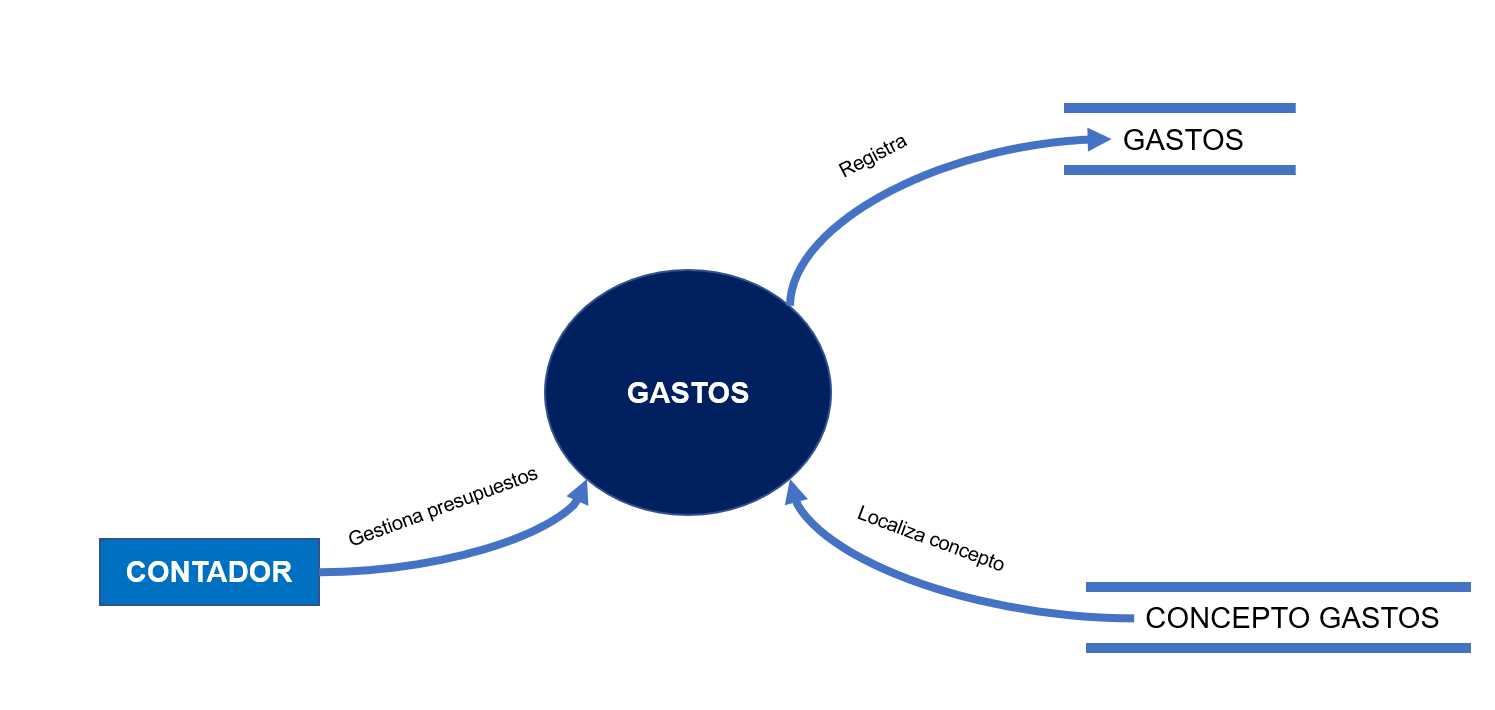 Registra
GASTOS
GASTOS
Gestiona presupuestos
Localiza concepto
CONTADOR
CONCEPTO GASTOS